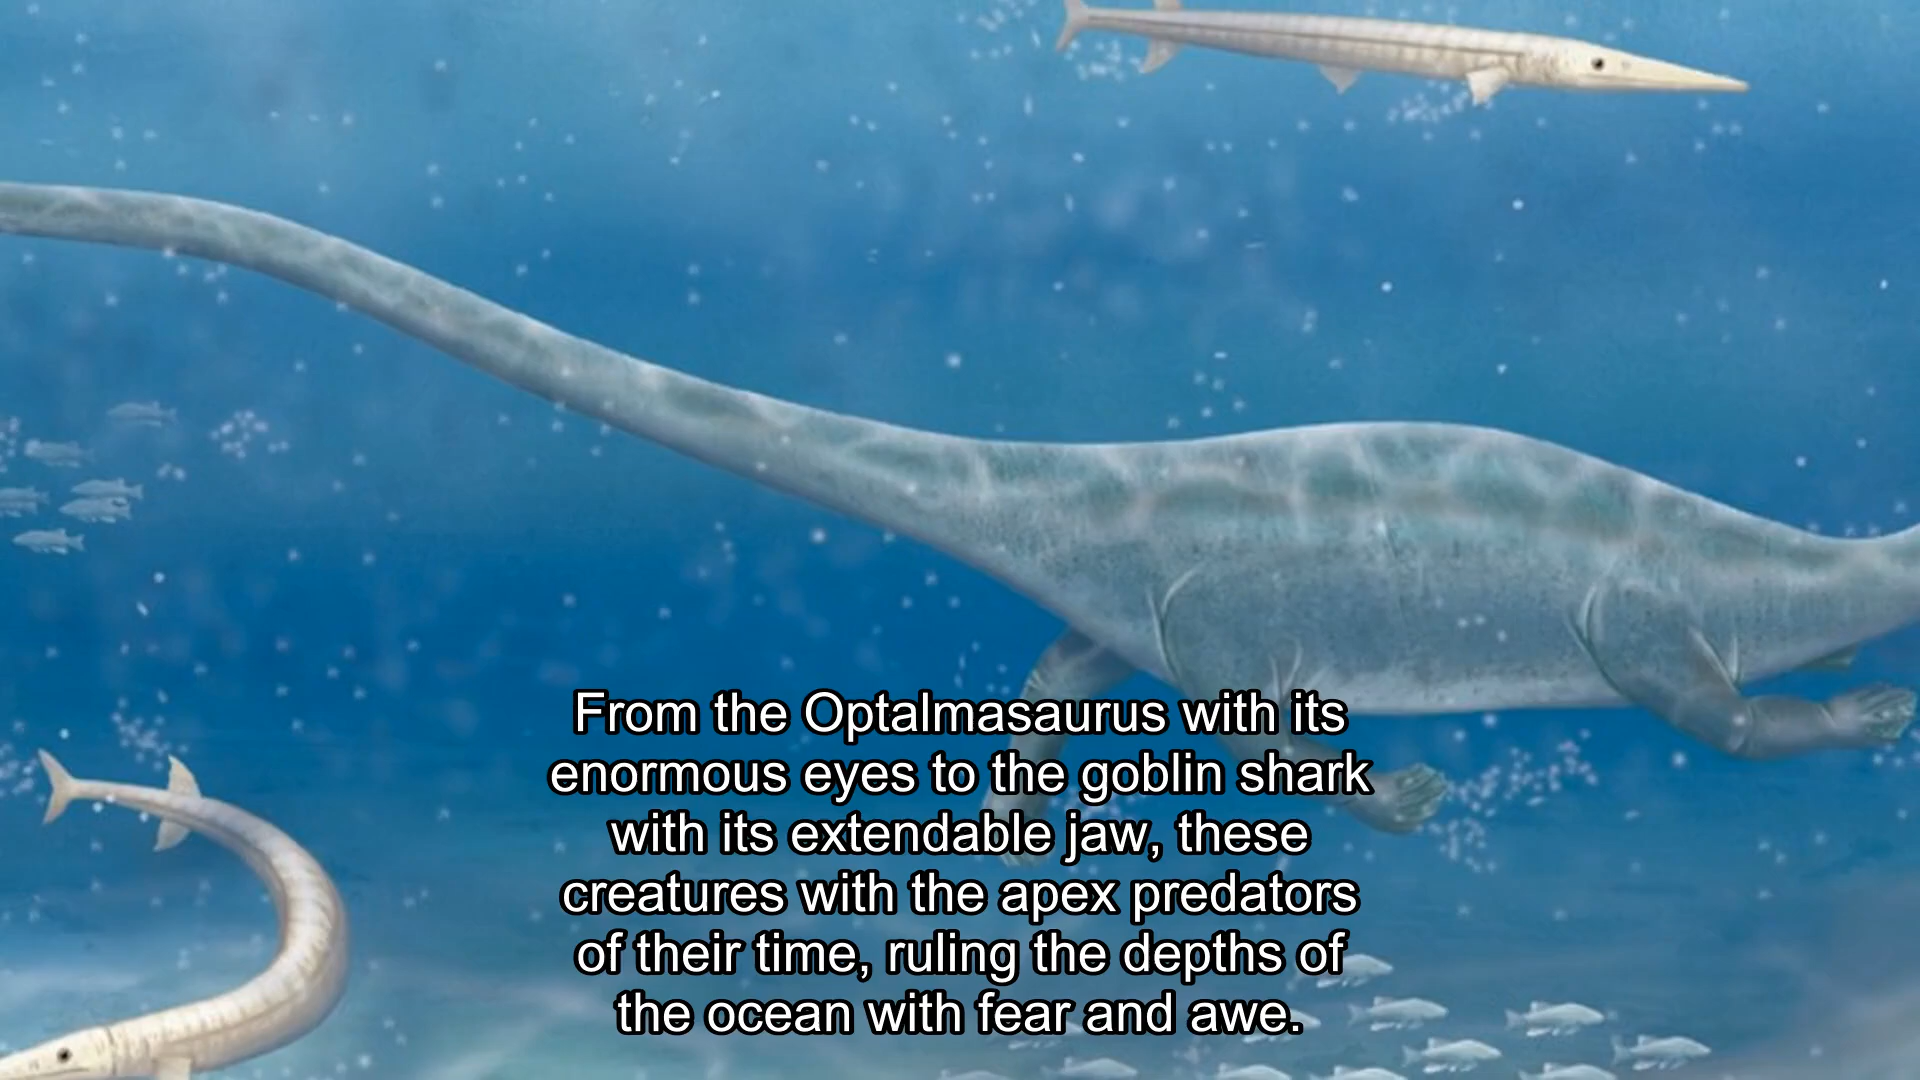 From the Optalmasaurus with its
enormous eyes to the goblin shark
with its extendable jaw, these
creatures with the apex predators
of their time, ruling the depths of
the ocean with fear and awe.